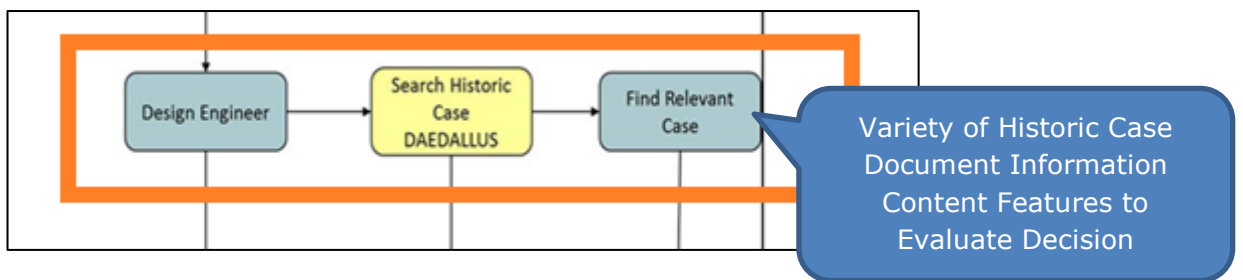 Design Engineer
Search Historic
Case
DAEDALLUS
Find Relevant
Case
Variety of Historic Case
Document Information
Content Features to
Evaluate Decision